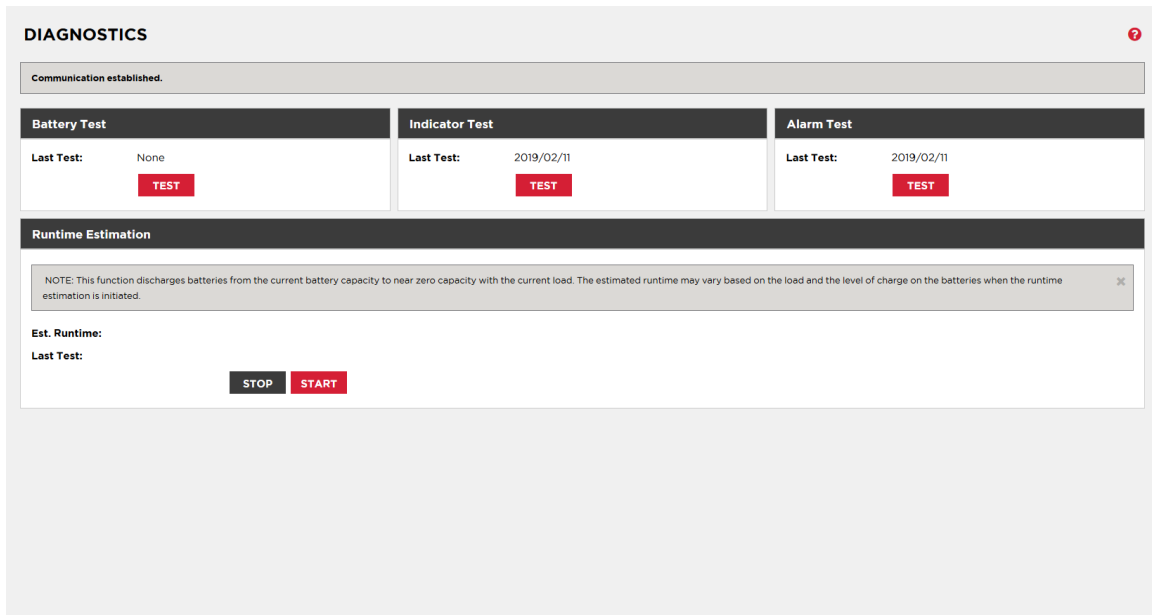 DIAGNOSTICS
?
Communication established.
Battery Test
Last Test: None
TEST
Indicator Test
Last Test: 2019/02/11
TEST
Alarm Test
Last Test: 2019/02/11
TEST
Runtime Estimation
NOTE: This function discharges batteries from the current battery capacity to near zero capacity with the current load. The estimated runtime may vary based on the load and the level of charge on the batteries when the runtime
estimation is initiated.
Est. Runtime:
Last Test:
STOP START